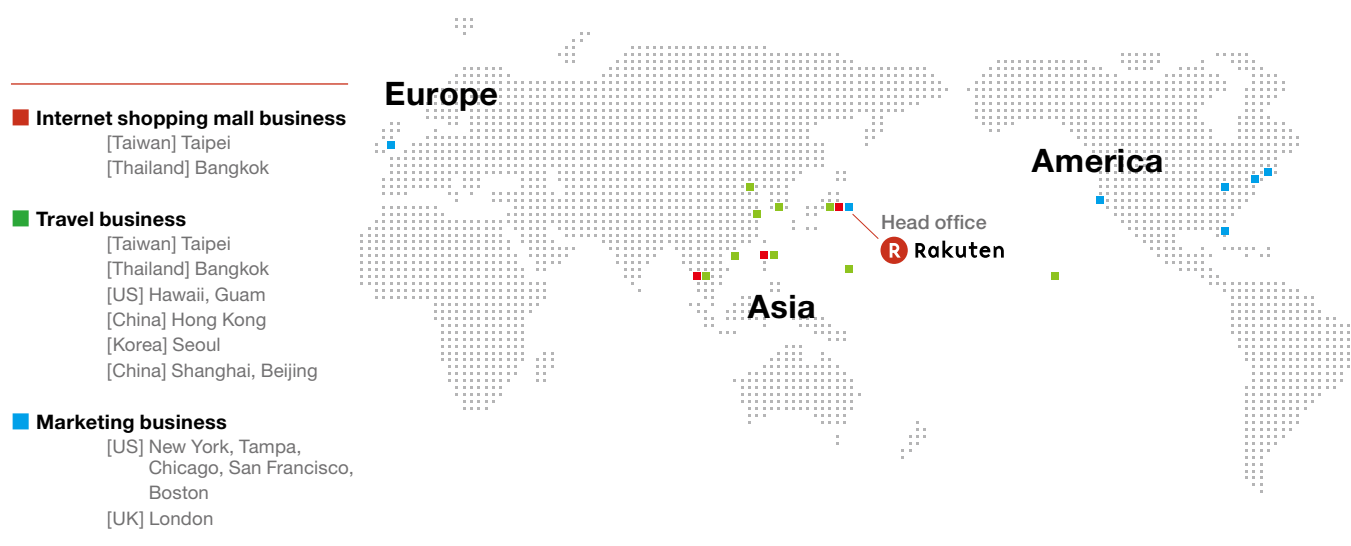 Internet shopping mall business
[Taiwan] Taipei
[Thailand] Bangkok
Travel business
[Taiwan] Taipei
[Thailand] Bangkok
[US] Hawaii, Guam
[China] Hong Kong
[Korea] Seoul
[China] Shanghai, Beijing
Marketing business
[US] New York, Tampa,
Chicago, San Francisco,
Boston
[UK] London
Europe
America
Head office
R Rakuten
Asia